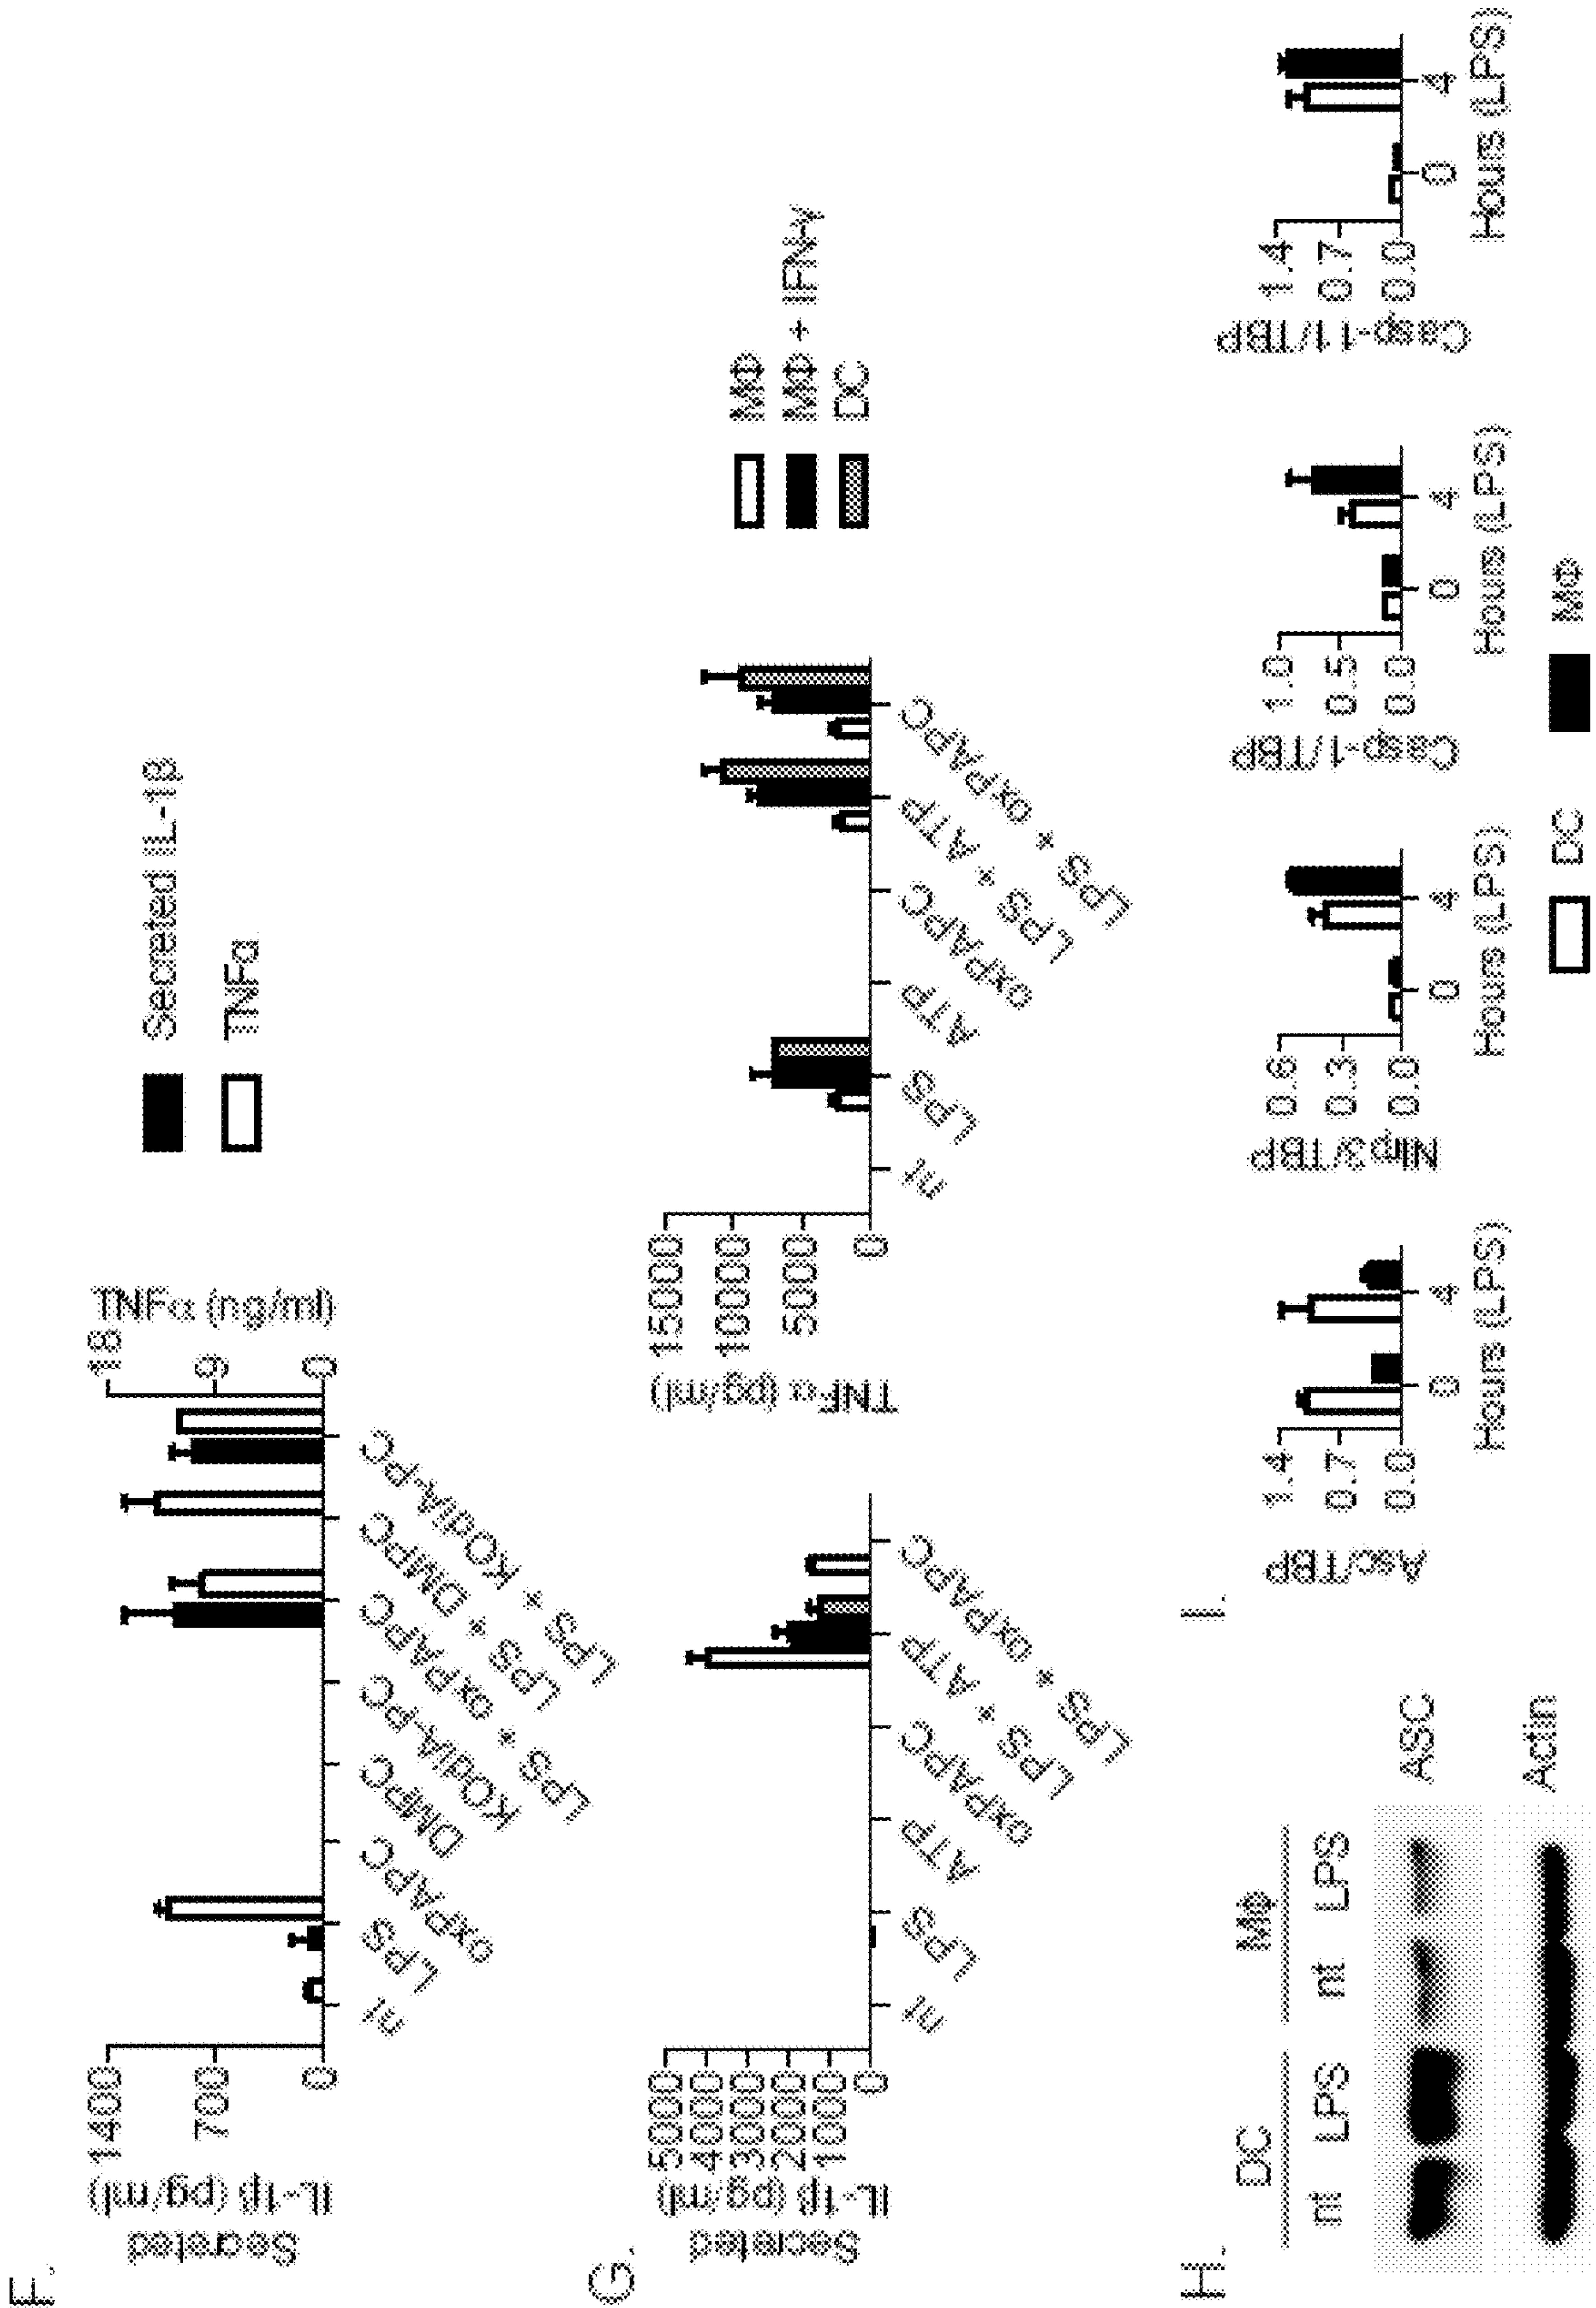 F.
Secreted
IL-1β (pg/ml)
1400
700
0
nt
LPS
oxPAPC
DMPC
KOdiA-PC
LPS + oxPAPC
LPS + DMPC
LPS + KOdiA-PC
TNFα (ng/ml)
18
9
0
Secreted IL-1β
TNFα
G.
Secreted
IL-1β (pg/ml)
5000
4000
3000
2000
1000
0
nt
LPS
ATP
oxPAPC
LPS + ATP
LPS + oxPAPC
TNFα (pg/ml)
15000
10000
5000
0
nt
LPS
ATP
oxPAPC
LPS + ATP
LPS + oxPAPC
MΦ
MΦ + IFN-γ
DC
H.
DC MΦ
nt LPS nt LPS
ASC
Actin
I.
Asc/TBP
1.4
0.7
0.0
0 4
Hours (LPS)
Nlrp3/TBP
0.6
0.3
0.0
0 4
Hours (LPS)
Casp-1/TBP
1.0
0.5
0.0
0 4
Hours (LPS)
Casp-11/TBP
1.4
0.7
0.0
0 4
Hours (LPS)
DC MΦ